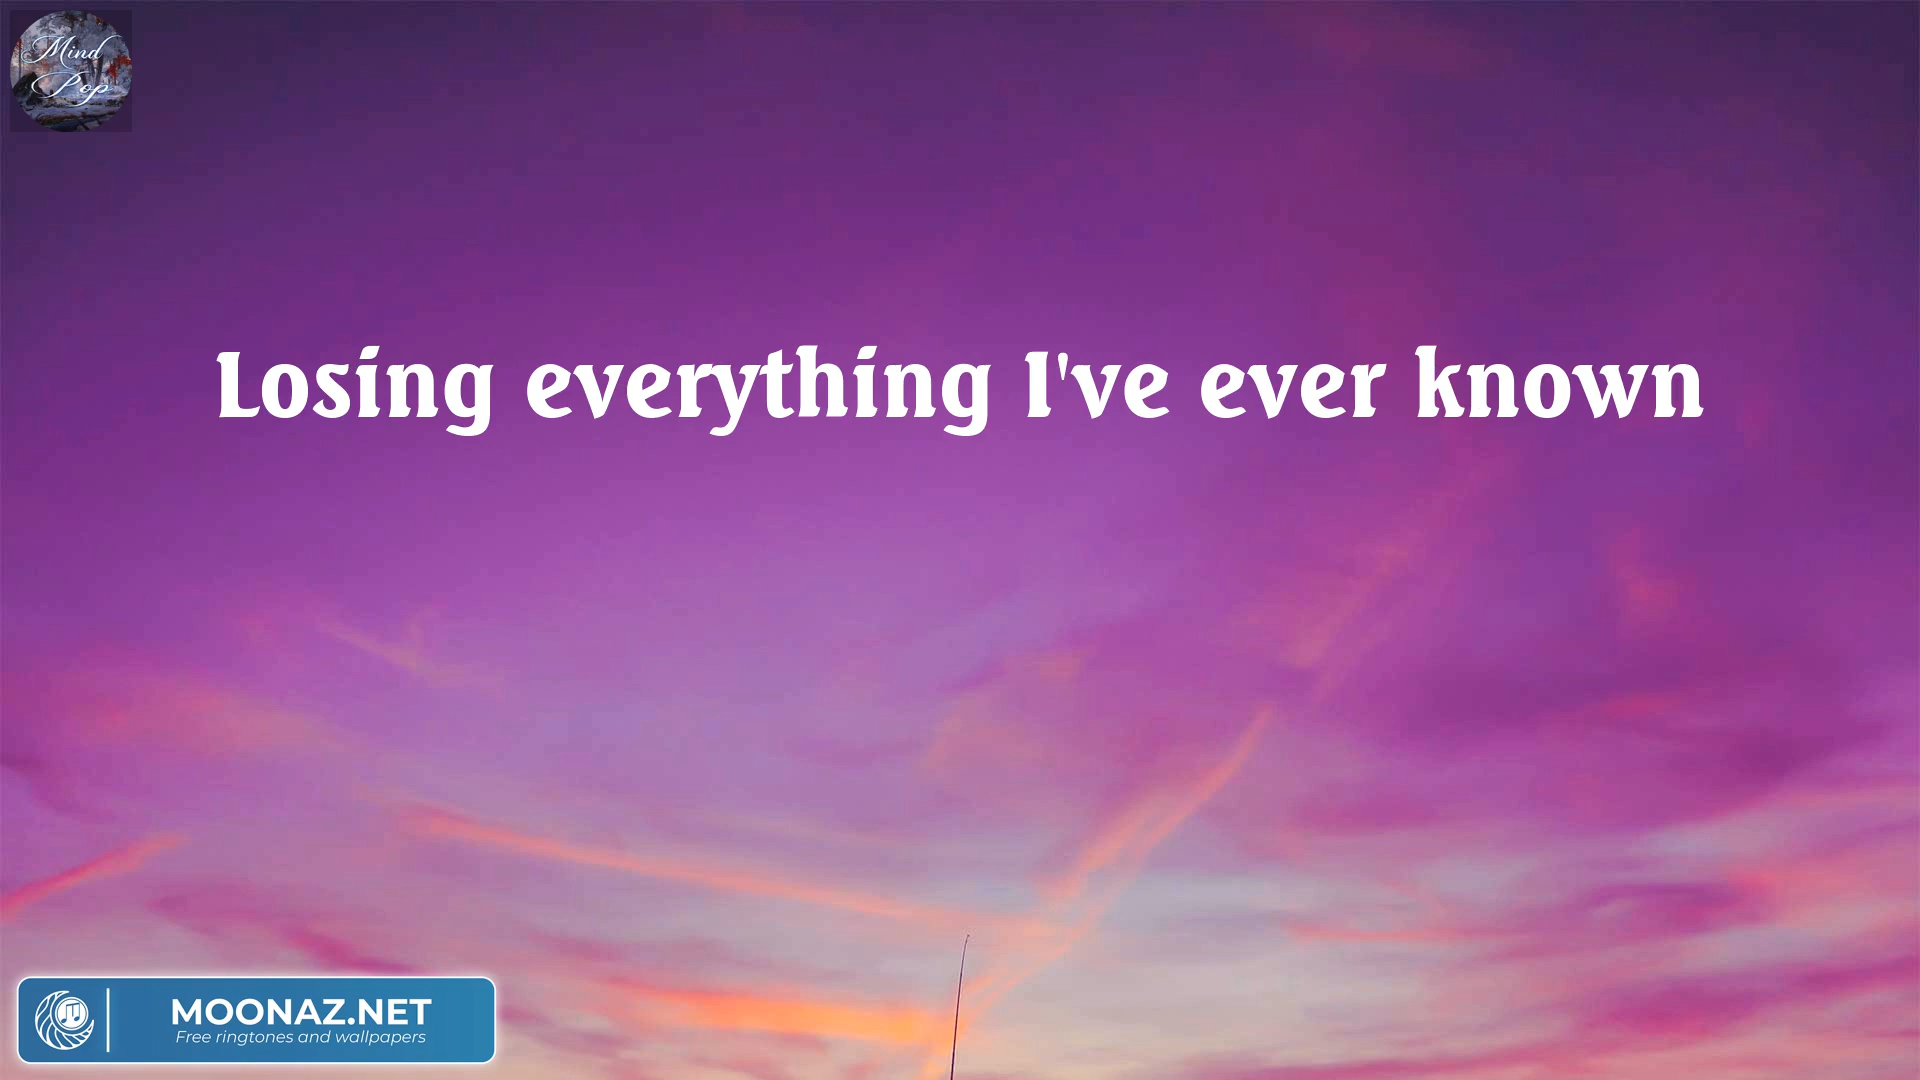 Mind
Pop
Losing everything I've ever known
MOONAZ.NET
Free ringtones and wallpapers